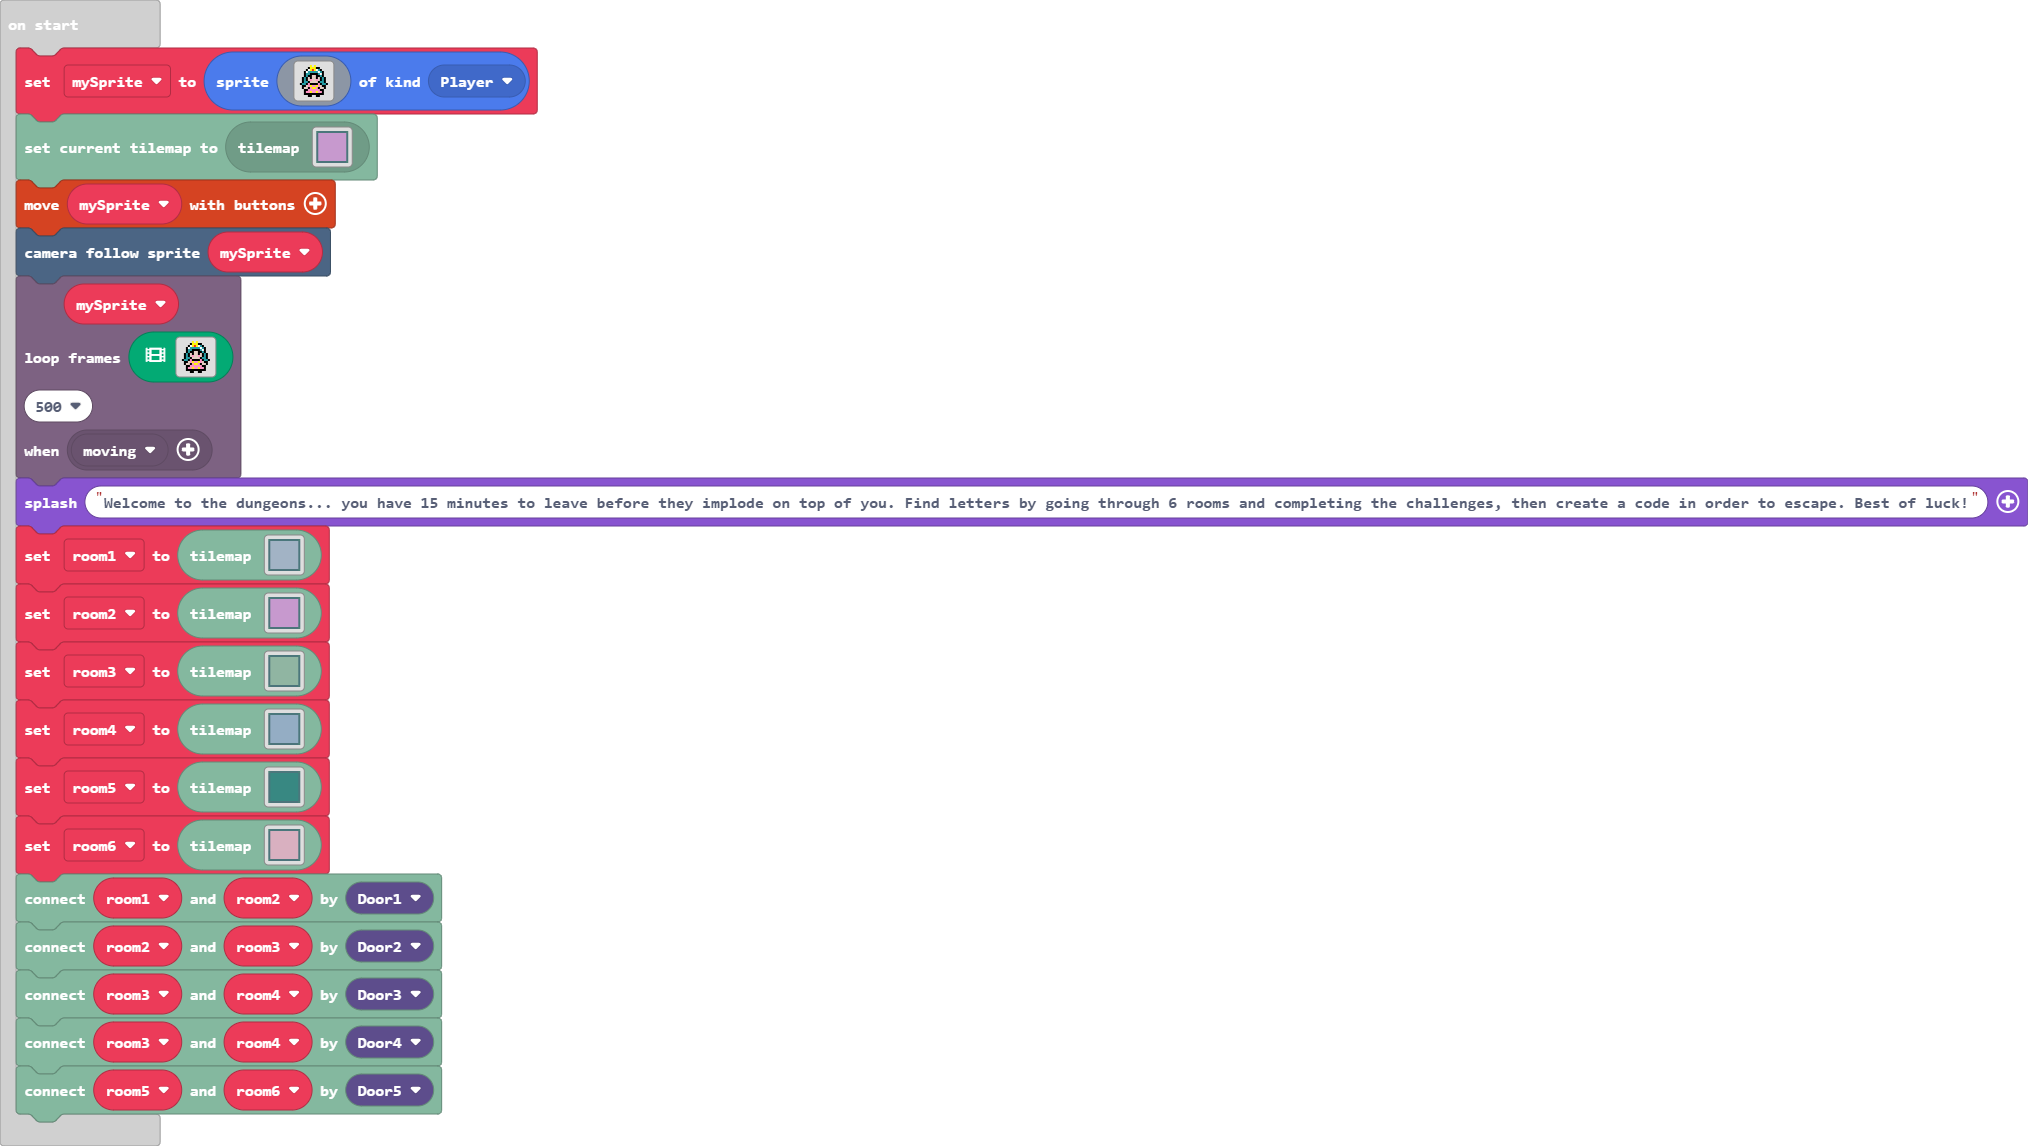 on start
set mySprite to sprite of kind Player
set current tilemap to tilemap
move mySprite with buttons
camera follow sprite mySprite
mySprite
loop frames
500
when moving
splash "Welcome to the dungeons... you have 15 minutes to leave before they implode on top of you. Find letters by going through 6 rooms and completing the challenges, then create a code in order to escape. Best of luck!"
set room1 to tilemap
set room2 to tilemap
set room3 to tilemap
set room4 to tilemap
set room5 to tilemap
set room6 to tilemap
connect room1 and room2 by Door1
connect room2 and room3 by Door2
connect room3 and room4 by Door3
connect room3 and room4 by Door4
connect room5 and room6 by Door5